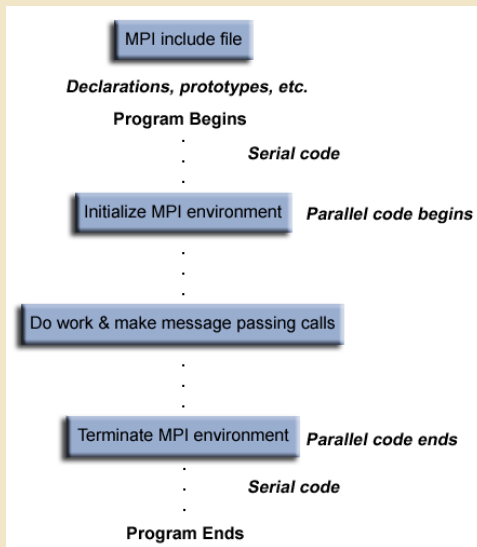 MPI include file
Declarations, prototypes, etc.
Program Begins
Serial code
Initialize MPI environment
Parallel code begins
Do work & make message passing calls
Terminate MPI environment
Parallel code ends
Serial code
Program Ends